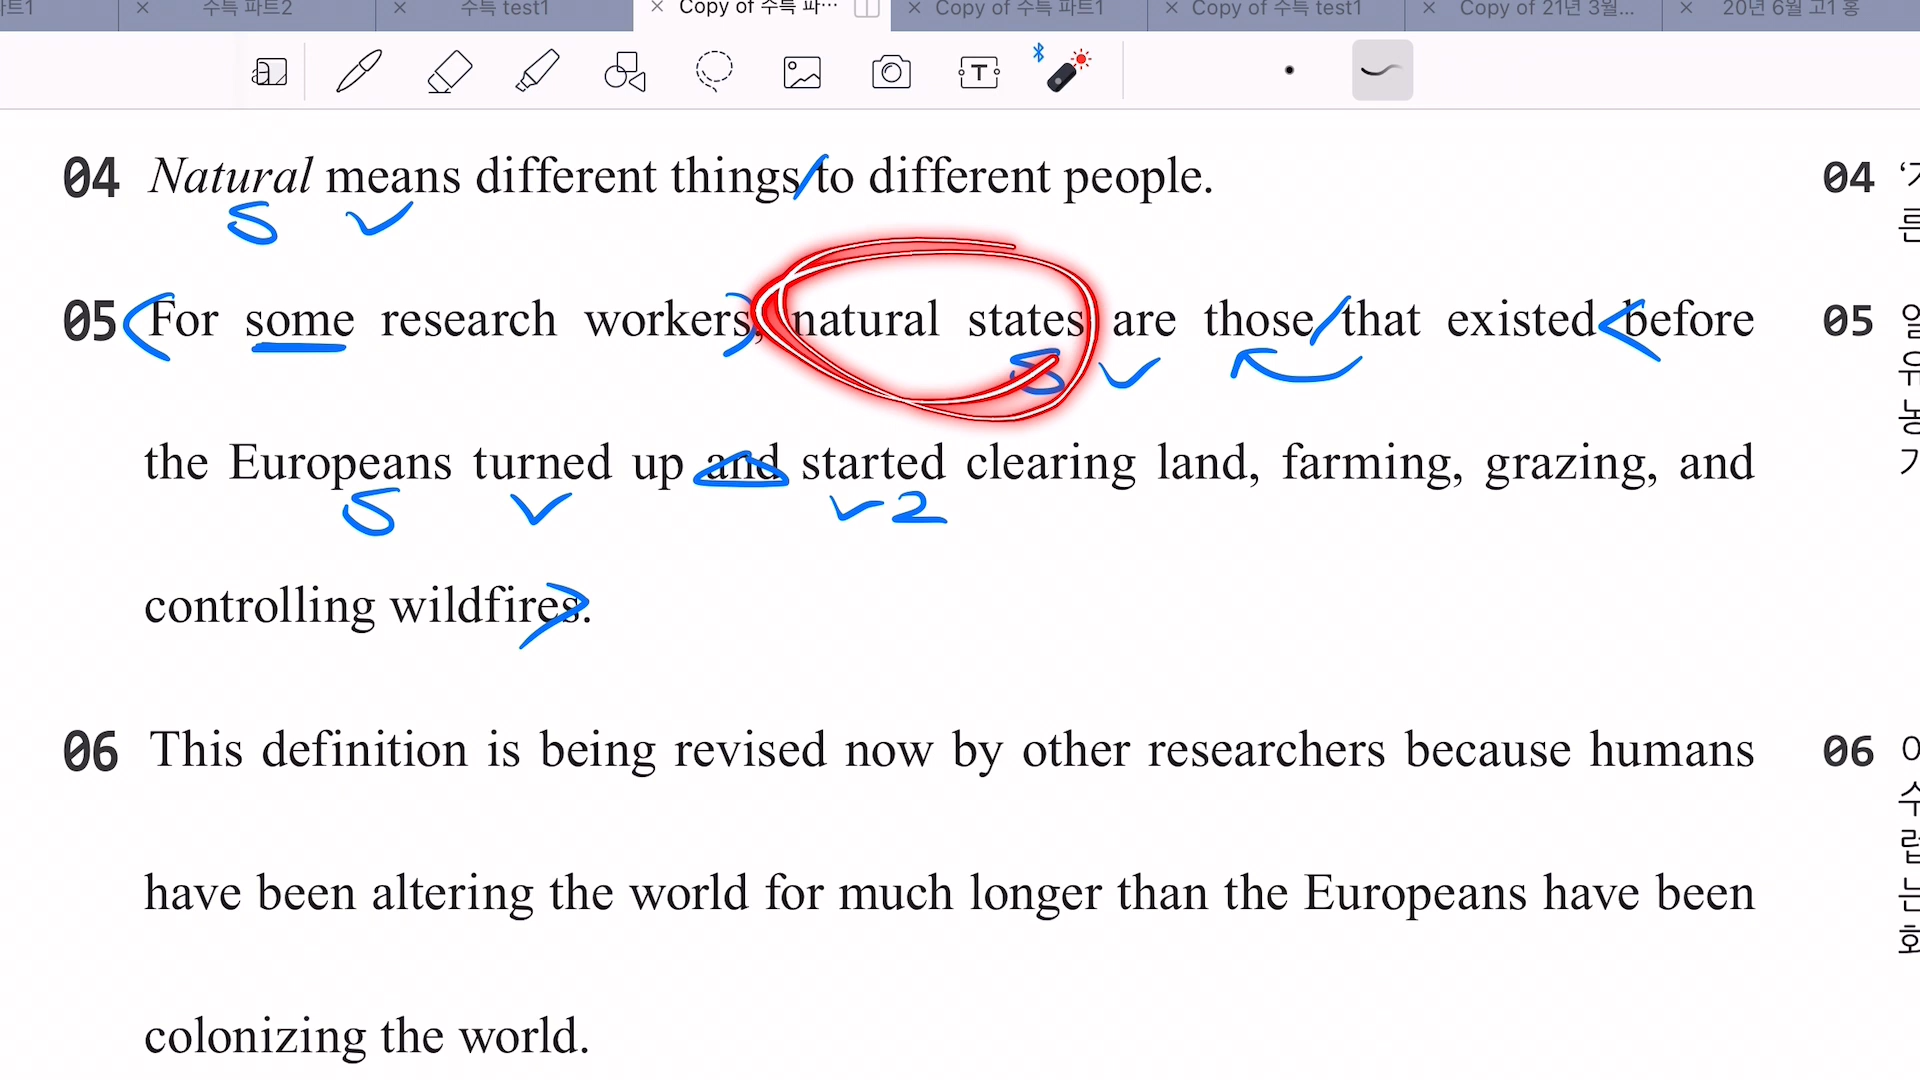 파트1 × 수특 파트2 × 수특 test1 × Copy of 수특 파… × Copy of 수특 파트1 × Copy of 수특 test1 × Copy of 21년 3월... × 20년 6월 고1 홍
T
04 Natural means different things to different people. 04
S V
05 For some research workers, natural states are those that existed before 05
S V
the Europeans turned up and started clearing land, farming, grazing, and
S V V2
controlling wildfires.
06 This definition is being revised now by other researchers because humans 06
have been altering the world for much longer than the Europeans have been
colonizing the world.